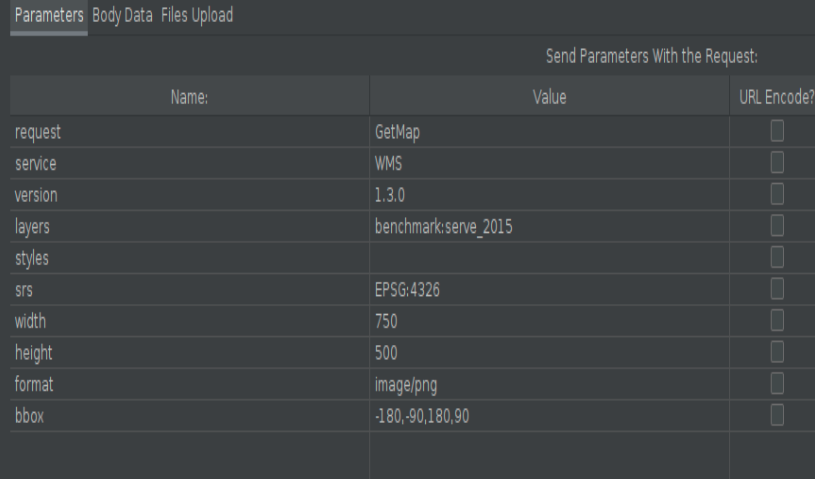 Parameters Body Data Files Upload
Send Parameters With the Request:
Name: Value URL Encode?
request GetMap
service WMS
version 1.3.0
layers benchmark:serve_2015
styles
srs EPSG:4326
width 750
height 500
format image/png
bbox -180,-90,180,90